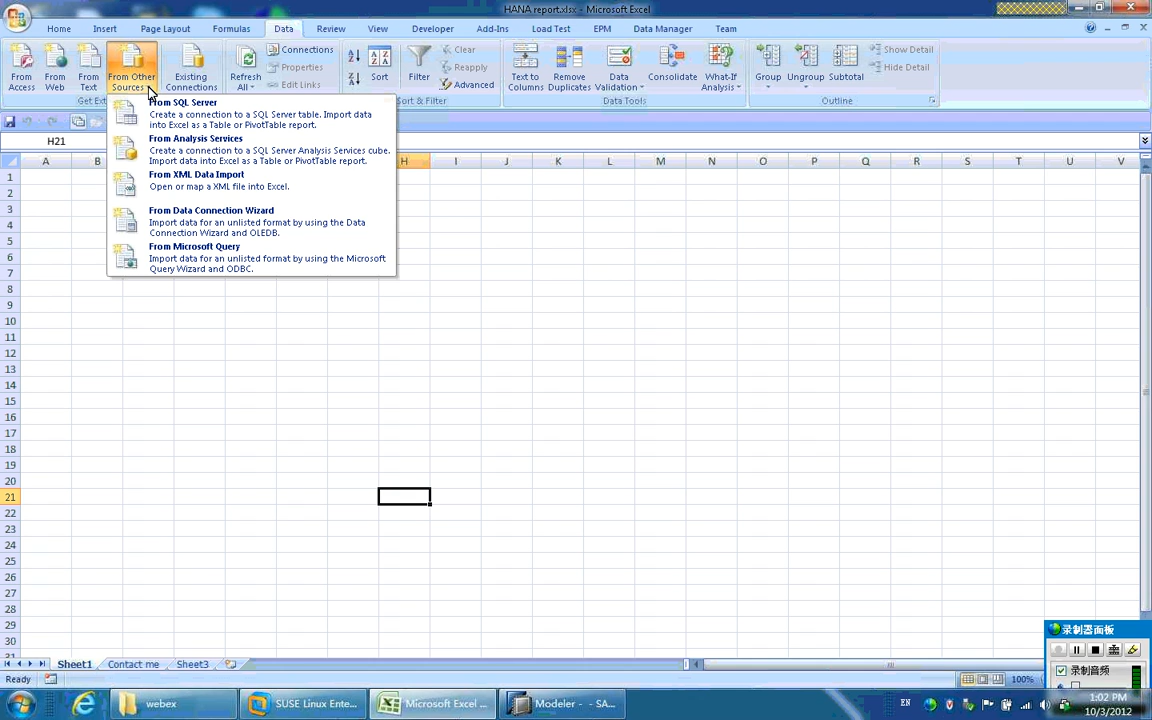 HANA report.xlsx - Microsoft Excel
Home Insert Page Layout Formulas Data Review View Developer Add-Ins Load Test EPM Data Manager Team
From Access
From Web
From Text
From Other Sources
Existing Connections
Refresh All
Connections
Properties
Edit Links
Sort
Filter
Clear
Reapply
Advanced
Text to Columns
Remove Duplicates
Data Validation
Consolidate
What-If Analysis
Group
Ungroup
Subtotal
Show Detail
Hide Detail
Get Ext
Sort & Filter
Data Tools
Outline
From SQL Server
Create a connection to a SQL Server table. Import data
into Excel as a Table or PivotTable report.
From Analysis Services
Create a connection to a SQL Server Analysis Services cube.
Import data into Excel as a Table or PivotTable report.
From XML Data Import
Open or map a XML file into Excel.
From Data Connection Wizard
Import data for an unlisted format by using the Data
Connection Wizard and OLEDB.
From Microsoft Query
Import data for an unlisted format by using the Microsoft
Query Wizard and ODBC.
H21
A B H I J K L M N O P Q R S T U V
1
2
3
4
5
6
7
8
9
10
11
12
13
14
15
16
17
18
19
20
21
22
23
24
25
26
27
28
29
30
录制器面板
录制音频
Sheet1 Contact me Sheet3
Ready
100%
webex
SUSE Linux Ente...
Microsoft Excel ...
Modeler - - SA...
EN
1:02 PM
10/3/2012